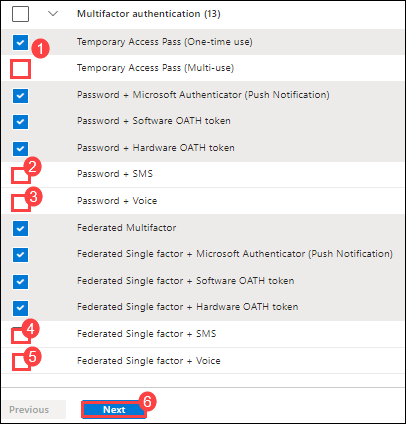 Multifactor authentication (13)
Temporary Access Pass (One-time use)
1
Temporary Access Pass (Multi-use)
Password + Microsoft Authenticator (Push Notification)
Password + Software OATH token
Password + Hardware OATH token
2
Password + SMS
3
Password + Voice
Federated Multifactor
Federated Single factor + Microsoft Authenticator (Push Notification)
Federated Single factor + Software OATH token
Federated Single factor + Hardware OATH token
4
Federated Single factor + SMS
5
Federated Single factor + Voice
6
Previous Next